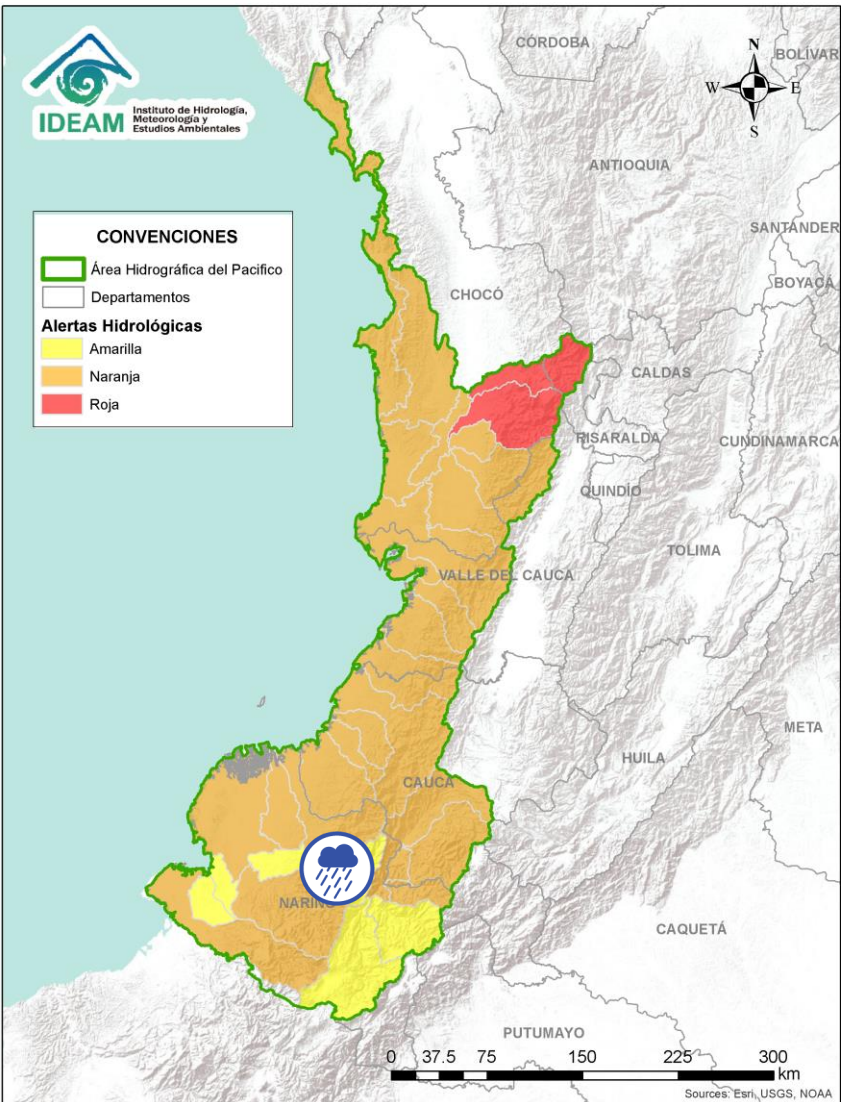 IDEAM
Instituto de Hidrología,
Meteorología y
Estudios Ambientales
N
W
E
S
CONVENCIONES
Área Hidrográfica del Pacifico
Departamentos
Alertas Hidrológicas
Amarilla
Naranja
Roja
CÓRDOBA
BOLÍVAR
ANTIOQUIA
SANTANDER
BOYACÁ
CHOCÓ
CALDAS
RISARALDA
CUNDINAMARCA
QUINDÍO
TOLIMA
VALLE DEL CAUCA
META
HUILA
CAUCA
NARIÑO
CAQUETÁ
PUTUMAYO
0 37.5 75 150 225 300
km
Sources: Esri, USGS, NOAA